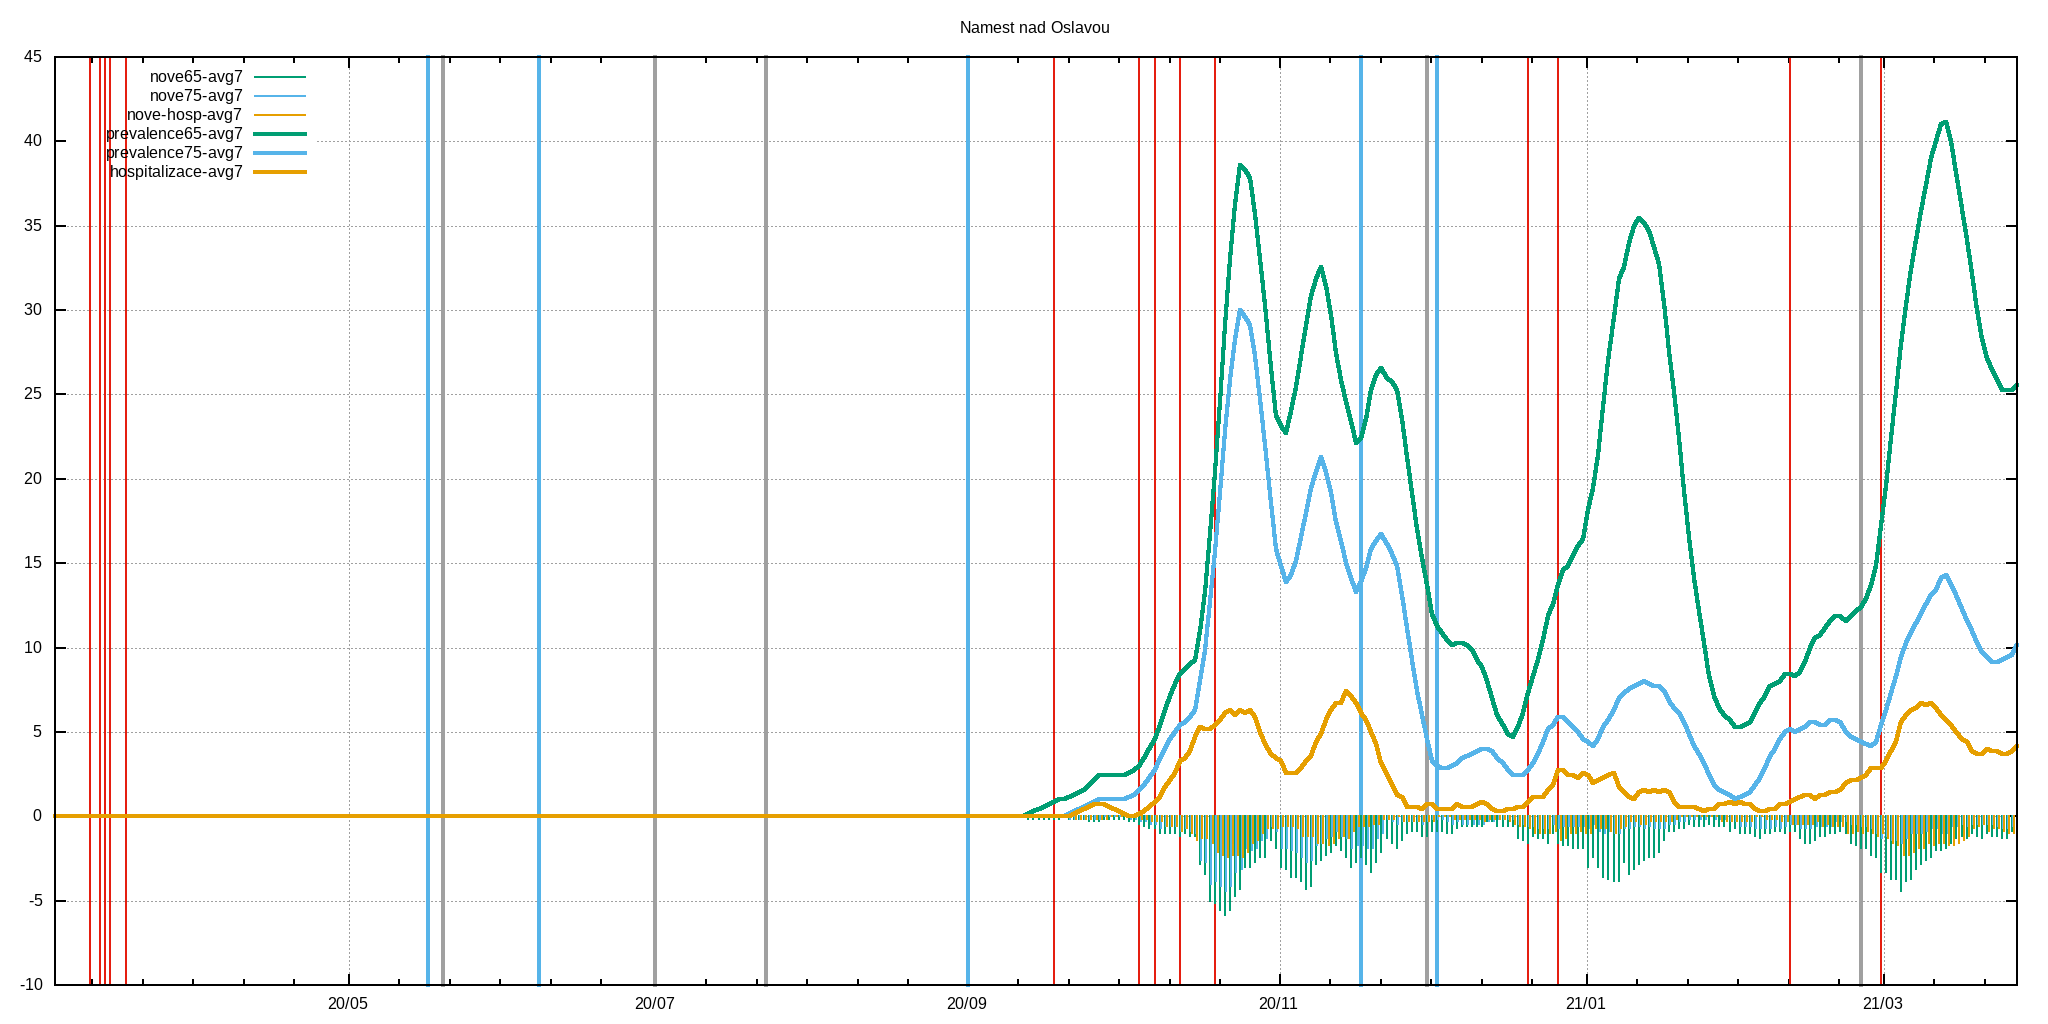 Namest nad Oslavou
45
40
35
30
25
20
15
10
5
0
-5
-10
nove65-avg7
nove75-avg7
nove-hosp-avg7
prevalence65-avg7
prevalence75-avg7
hospitalizace-avg7
20/05 20/07 20/09 20/11 21/01 21/03